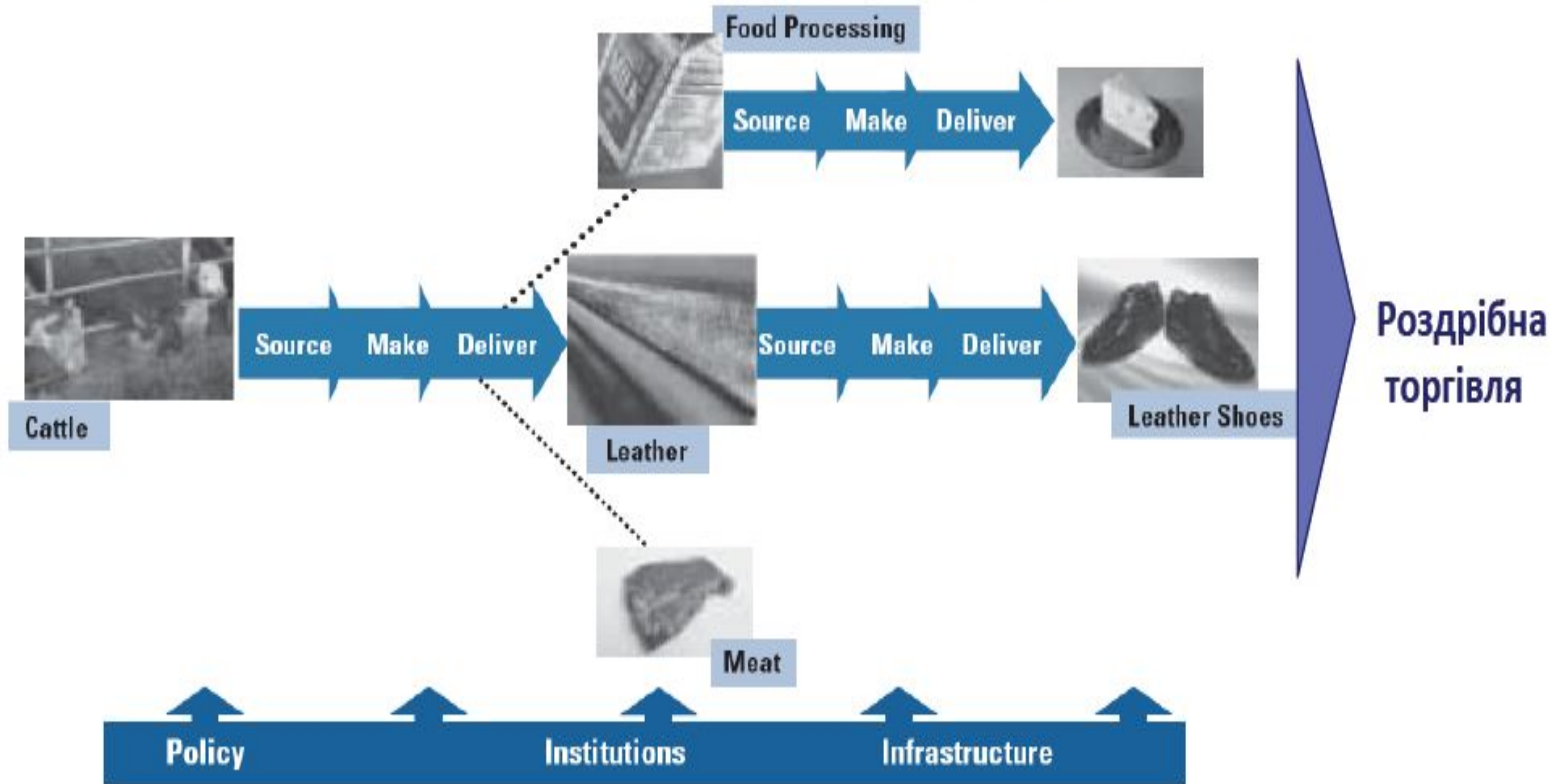 Food Processing
Source Make Deliver
Source Make Deliver
Source Make Deliver
Cattle
Leather
Leather Shoes
Роздрібна
торгівля
Meat
Policy Institutions Infrastructure